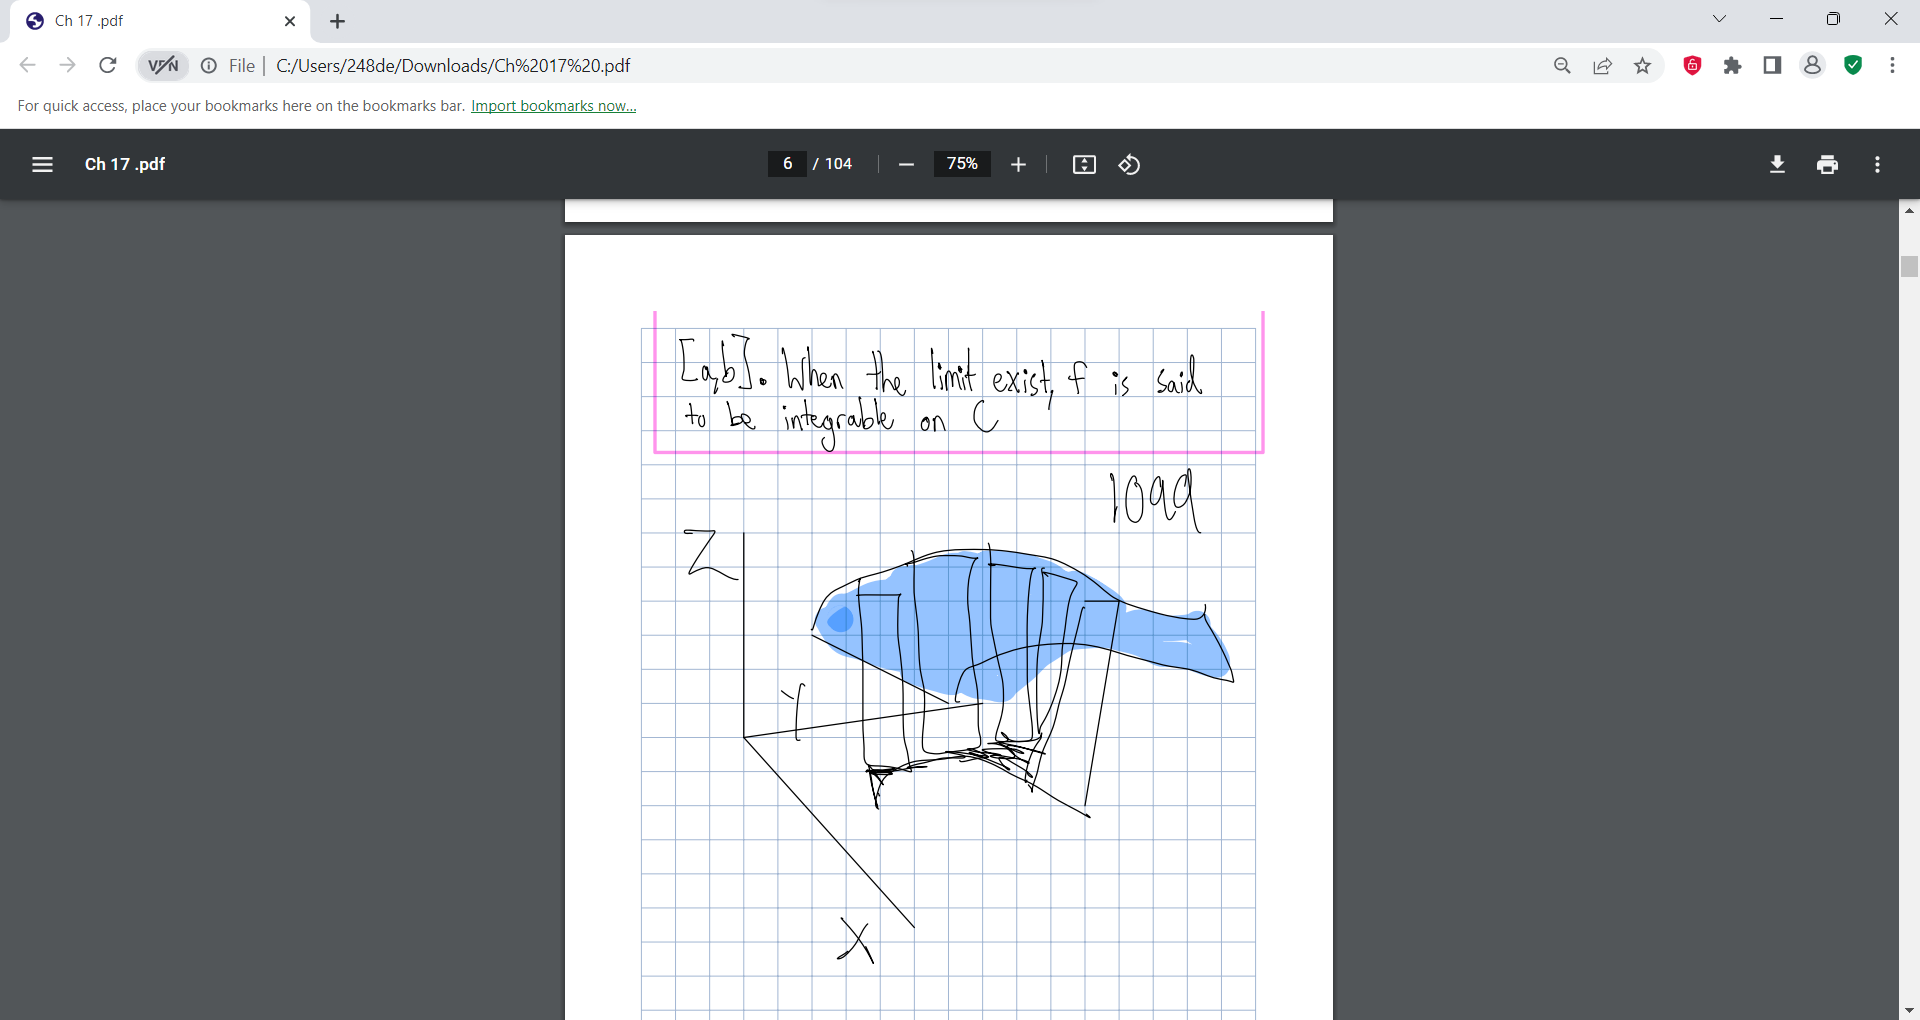 Ch 17 .pdf
VPN File C:/Users/248de/Downloads/Ch%2017%20.pdf
For quick access, place your bookmarks here on the bookmarks bar. Import bookmarks now...
Ch 17 .pdf 6 / 104 75%
[a,b]. When the limit exist, f is said
to be integrable on C
Z
Y
X